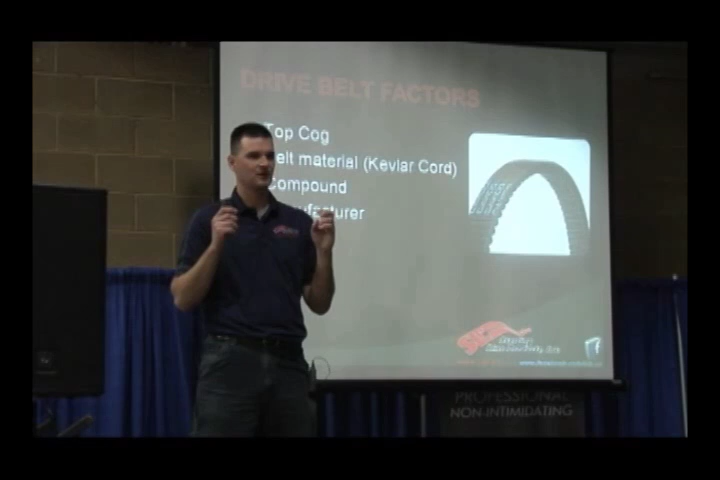 DRIVE BELT FACTORS
Top Cog
Belt material (Kevlar Cord)
Compound
PROFESSIONAL
NON-INTIMIDATING